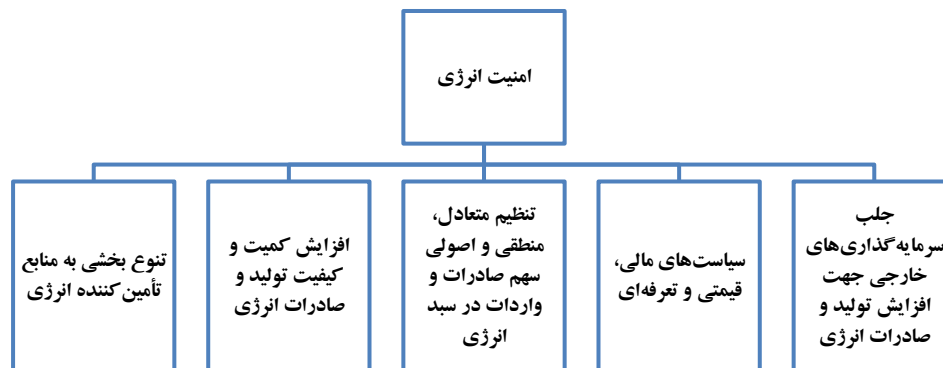 امنیت انرژی
جلب
سرمایه‌گذاری‌های
خارجی جهت
افزایش تولید و
صادرات انرژی
سیاست‌های مالی،
قیمتی و تعرفه‌ای
تنظیم متعادل،
منطقی و اصولی
سهم صادرات و
واردات در سبد
انرژی
افزایش کمیت و
کیفیت تولید و
صادرات انرژی
تنوع بخشی به منابع
تأمین‌کننده انرژی